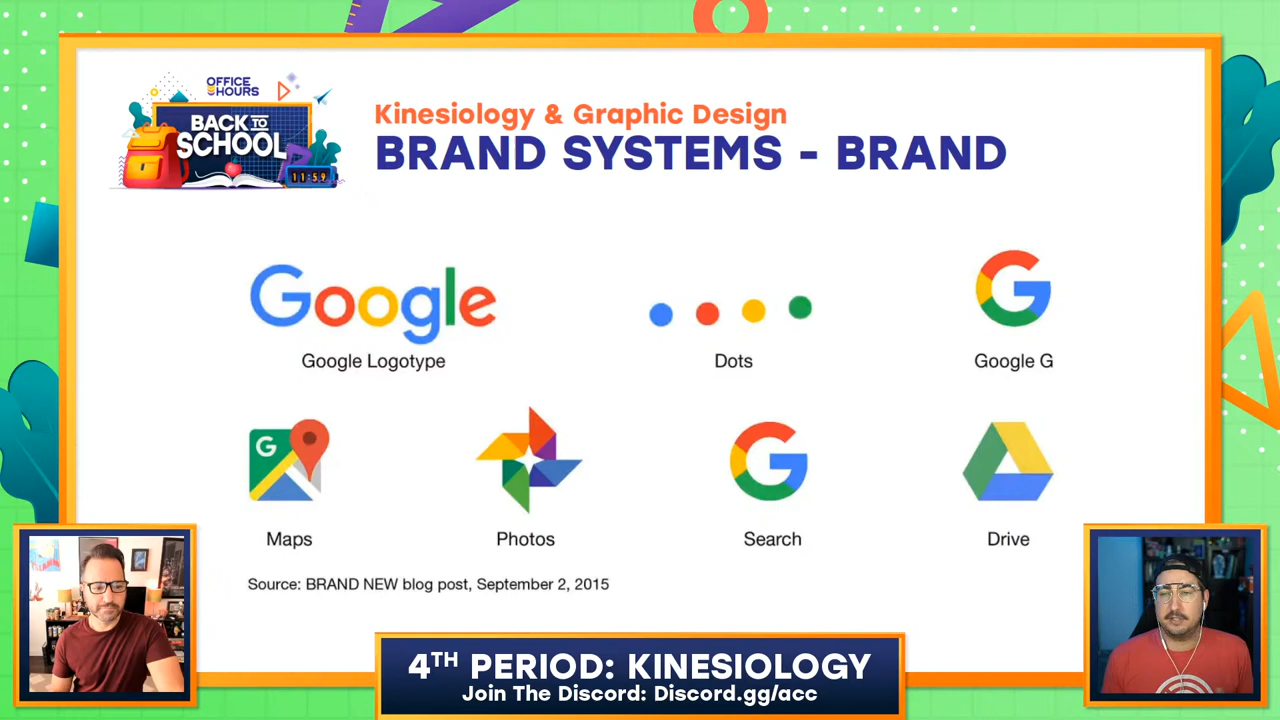 OFFICE
HOURS
BACK TO
SCHOOL
11:59
Kinesiology & Graphic Design
BRAND SYSTEMS - BRAND
Google
G
Google Logotype
Dots
Google G
G
G
Maps
Photos
Search
Drive
Source: BRAND NEW blog post, September 2, 2015
4TH PERIOD: KINESIOLOGY
Join The Discord: Discord.gg/acc